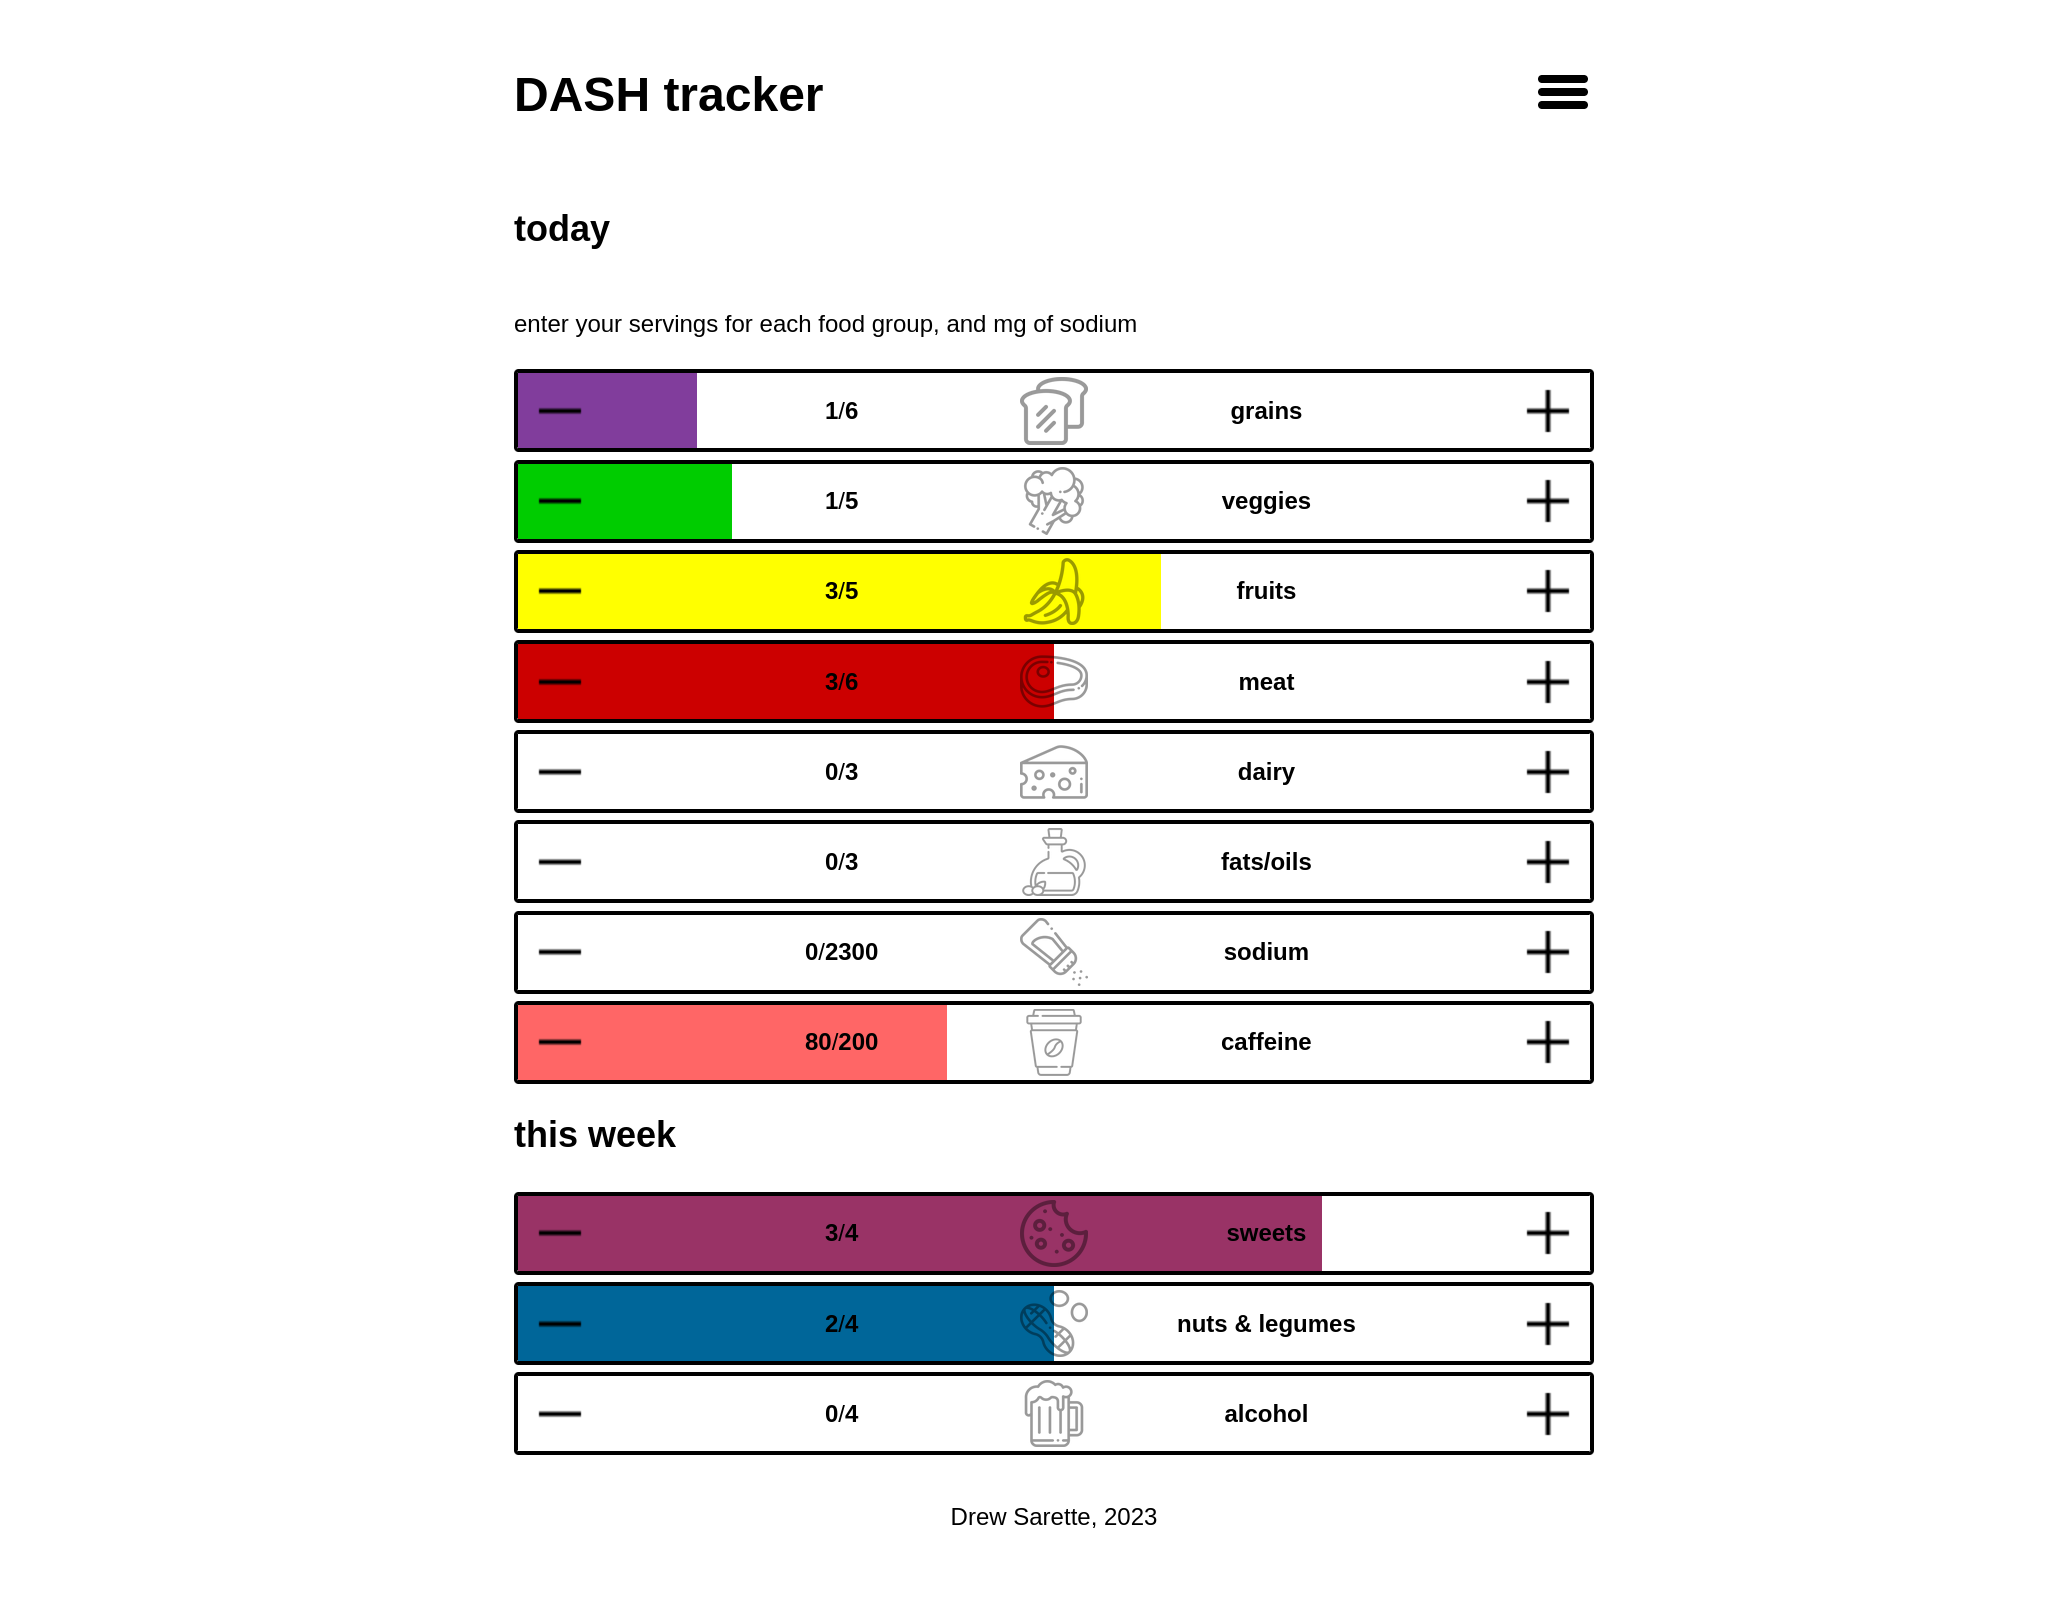 DASH tracker
today
enter your servings for each food group, and mg of sodium
1/6 grains
1/5 veggies
3/5 fruits
3/6 meat
0/3 dairy
0/3 fats/oils
0/2300 sodium
80/200 caffeine
this week
3/4 sweets
2/4 nuts & legumes
0/4 alcohol
Drew Sarette, 2023